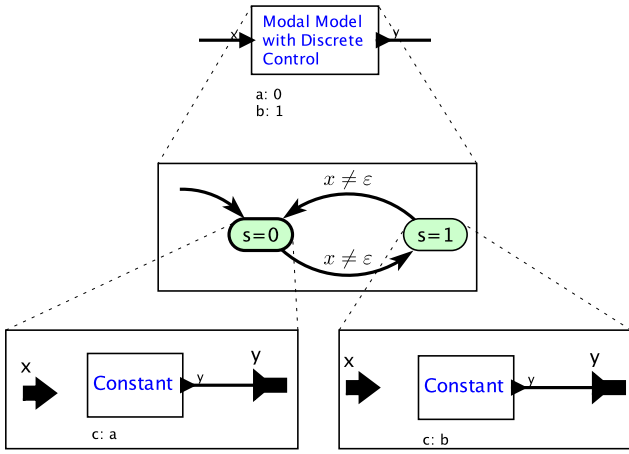 Modal Model
with Discrete
Control
x
y
a: 0
b: 1
x ≠ ε
s=0
s=1
x ≠ ε
x
Constant
y
y
c: a
x
Constant
y
y
c: b